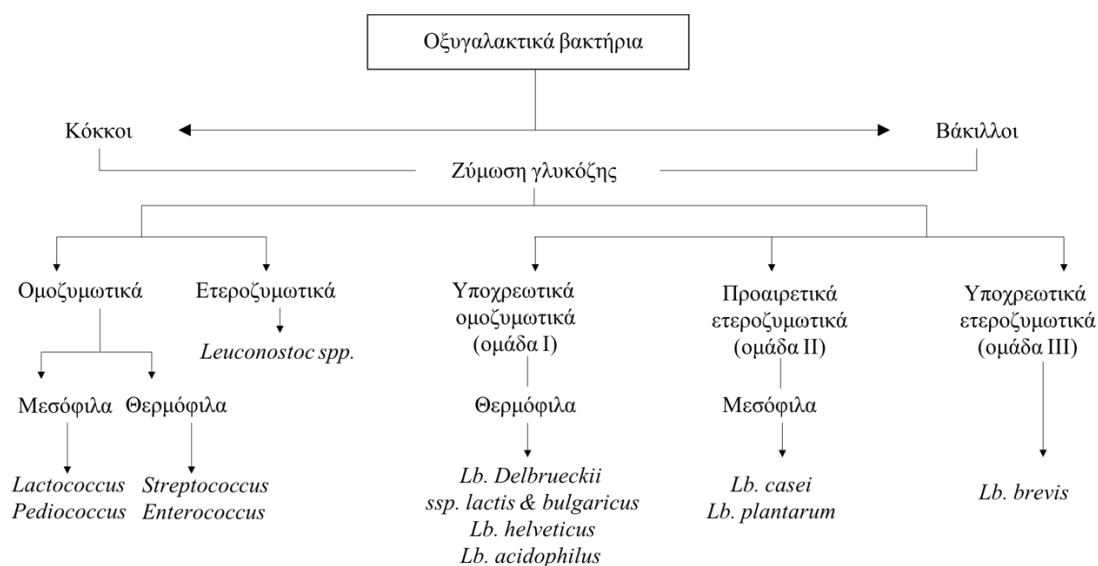 Οξυγαλακτικά βακτήρια
Κόκκοι
Βάκιλλοι
Ζύμωση γλυκόζης
Ομοζυμωτικά
Ετεροζυμωτικά
Leuconostoc spp.
Μεσόφιλα
Θερμόφιλα
Lactococcus
Pediococcus
Streptococcus
Enterococcus
Υποχρεωτικά
ομοζυμωτικά
(ομάδα Ι)
Θερμόφιλα
Lb. Delbrueckii
ssp. lactis & bulgaricus
Lb. helveticus
Lb. acidophilus
Προαιρετικά
ετεροζυμωτικά
(ομάδα ΙΙ)
Μεσόφιλα
Lb. casei
Lb. plantarum
Υποχρεωτικά
ετεροζυμωτικά
(ομάδα ΙΙΙ)
Lb. brevis